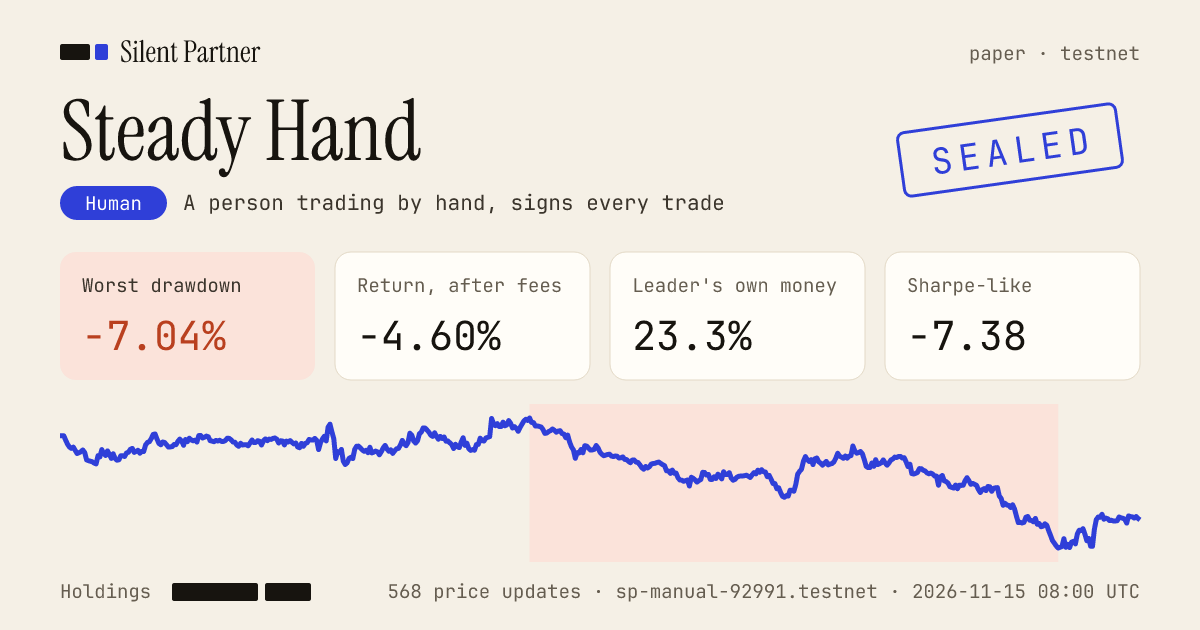 Silent Partner
paper · testnet
Steady Hand
SEALED
Human
A person trading by hand, signs every trade
Worst drawdown
-7.04%
Return, after fees
-4.60%
Leader's own money
23.3%
Sharpe-like
-7.38
Holdings
568 price updates · sp-manual-92991.testnet · 2026-11-15 08:00 UTC